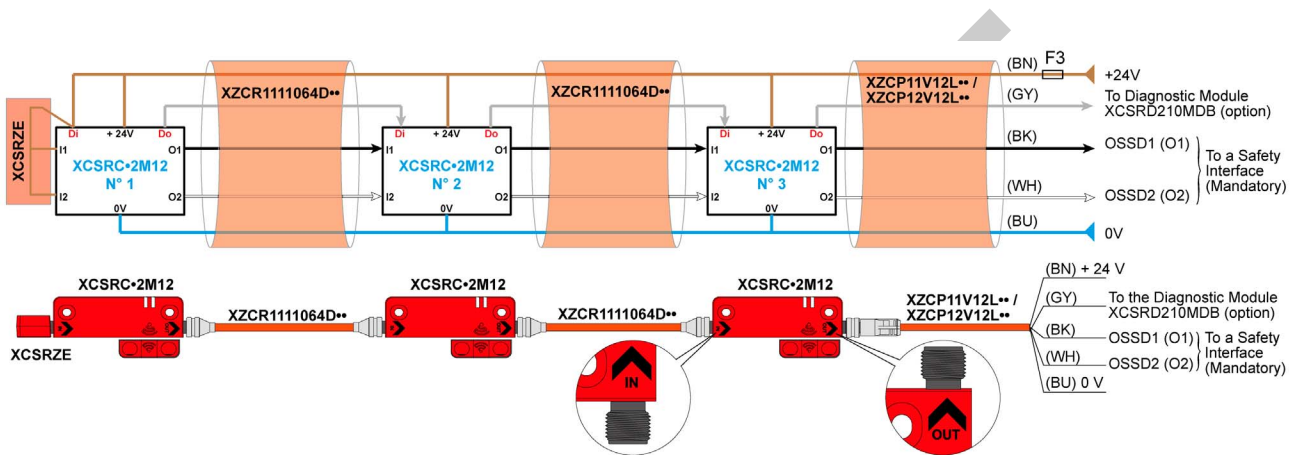 (BN)
F3
+24V
XZCR1111064D••
XZCR1111064D••
XZCP11V12L•• /
XZCP12V12L••
(GY)
To Diagnostic Module
XCSRD210MDB (option)
XCSRZE
Di
+ 24V
Do
I1
O1
XCSRC•2M12
N° 1
I2
O2
0V
Di
+ 24V
Do
I1
O1
XCSRC•2M12
N° 2
I2
O2
0V
Di
+ 24V
Do
I1
O1
XCSRC•2M12
N° 3
I2
O2
0V
(BK)
OSSD1 (O1)
(WH)
OSSD2 (O2)
To a Safety
Interface
(Mandatory)
(BU)
0V
XCSRC•2M12
XCSRC•2M12
XCSRC•2M12
XCSRZE
XZCR1111064D••
XZCR1111064D••
XZCP11V12L•• /
XZCP12V12L••
(BN) + 24 V
(GY)
To the Diagnostic Module
XCSRD210MDB (option)
(BK)
OSSD1 (O1)
(WH)
OSSD2 (O2)
To a Safety
Interface
(Mandatory)
(BU) 0 V
IN
OUT